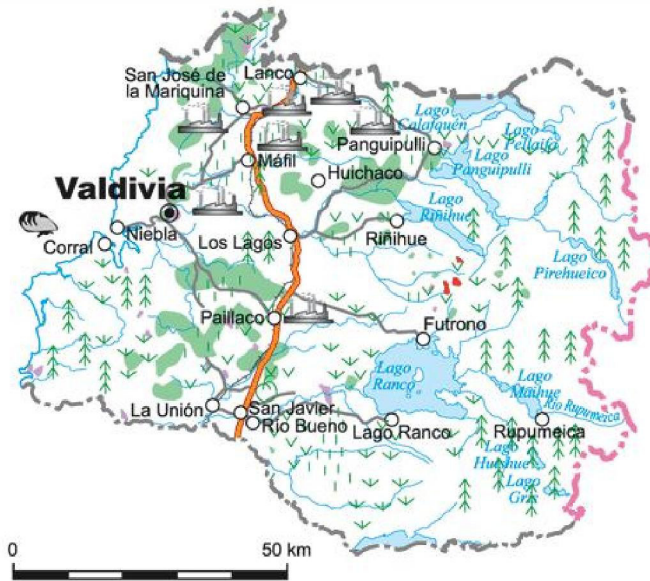 Lanco
San José de
la Mariquina
Lago
Calafquén
Lago
Pellaifa
Panguipulli
Lago
Panguipulli
Máfil
Huichaco
Valdivia
Lago
Riñihue
Niebla
Corral
Los Lagos
Riñihue
Lago
Pirehueico
Paillaco
Futrono
Lago
Ranco
Lago
Maihue
Río Rupumeica
La Unión
San Javier
Río Bueno
Lago Ranco
Rupumeica
Lago
Lago
Gris
0
50 km